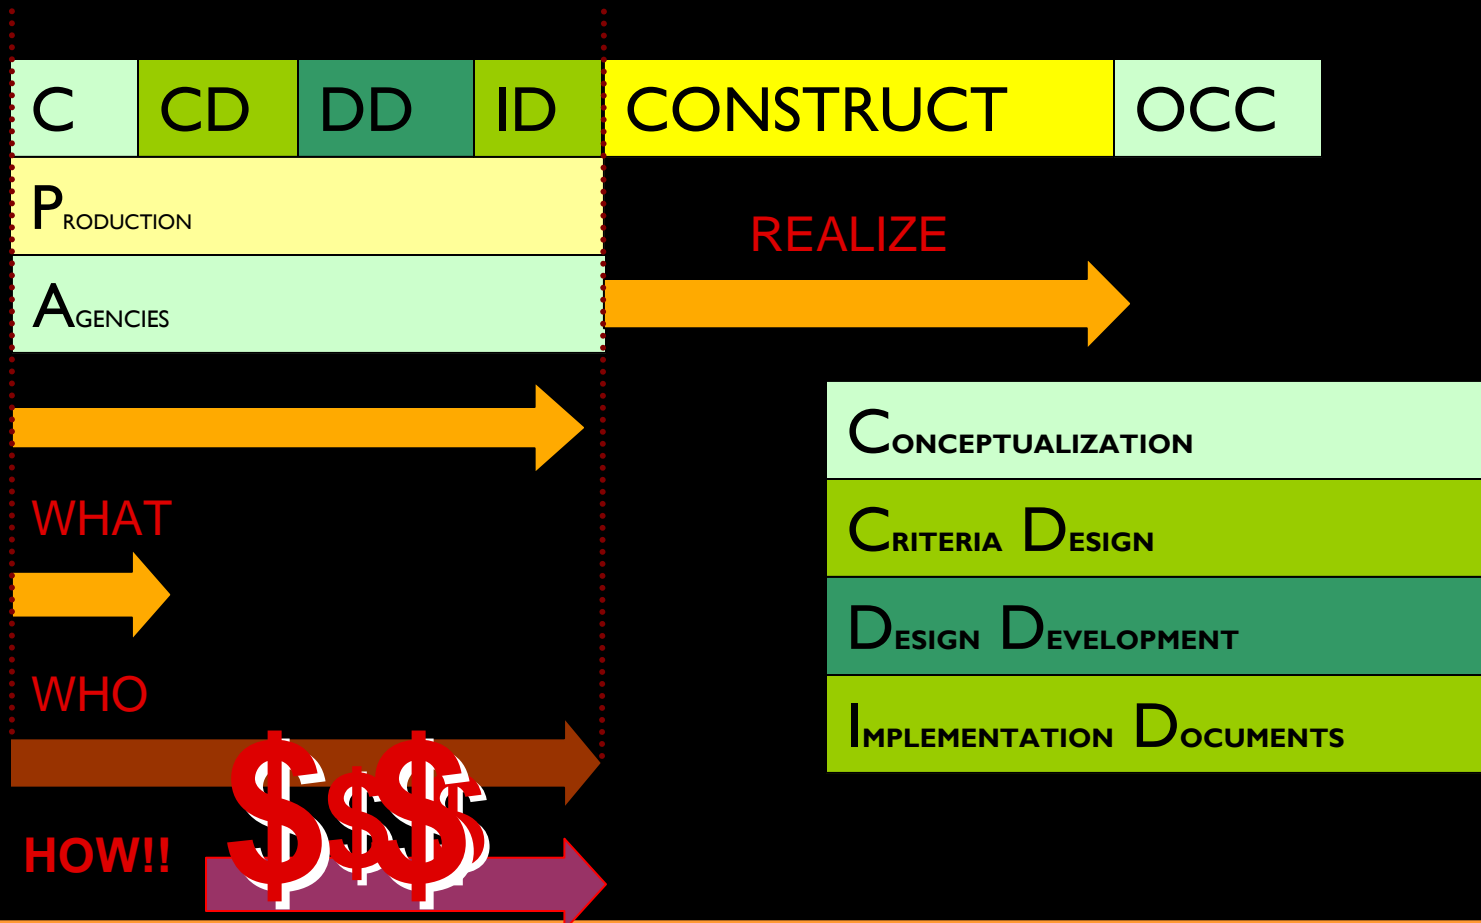 C CD DD ID CONSTRUCT OCC
PRODUCTION
REALIZE
AGENCIES
CONCEPTUALIZATION
WHAT
CRITERIA DESIGN
DESIGN DEVELOPMENT
WHO
IMPLEMENTATION DOCUMENTS
$$$$
HOW!!